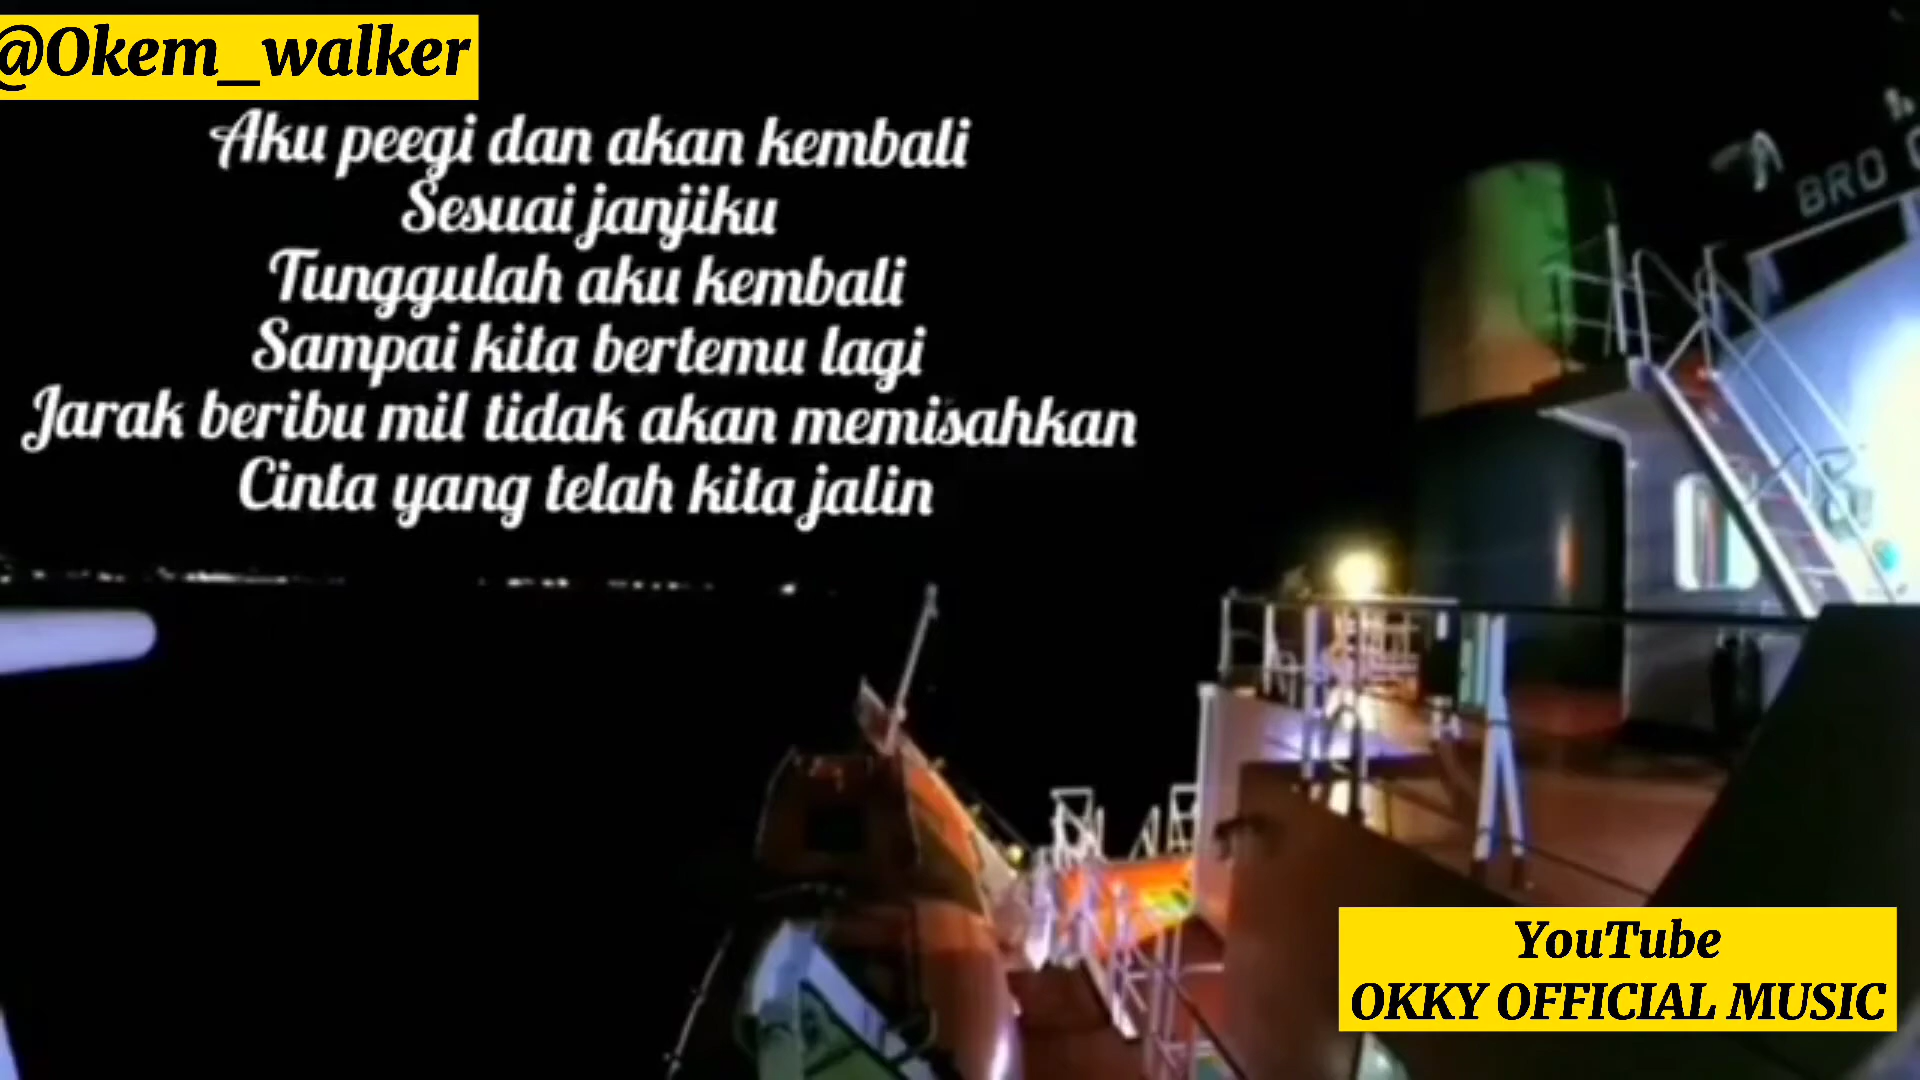 @Okem_walker
Aku peegi dan akan kembali
Sesuai janjiku
Tunggulah aku kembali
Sampai kita bertemu lagi
Jarak beribu mil tidak akan memisahkan
Cinta yang telah kita jalin
BRO
YouTube
OKKY OFFICIAL MUSIC